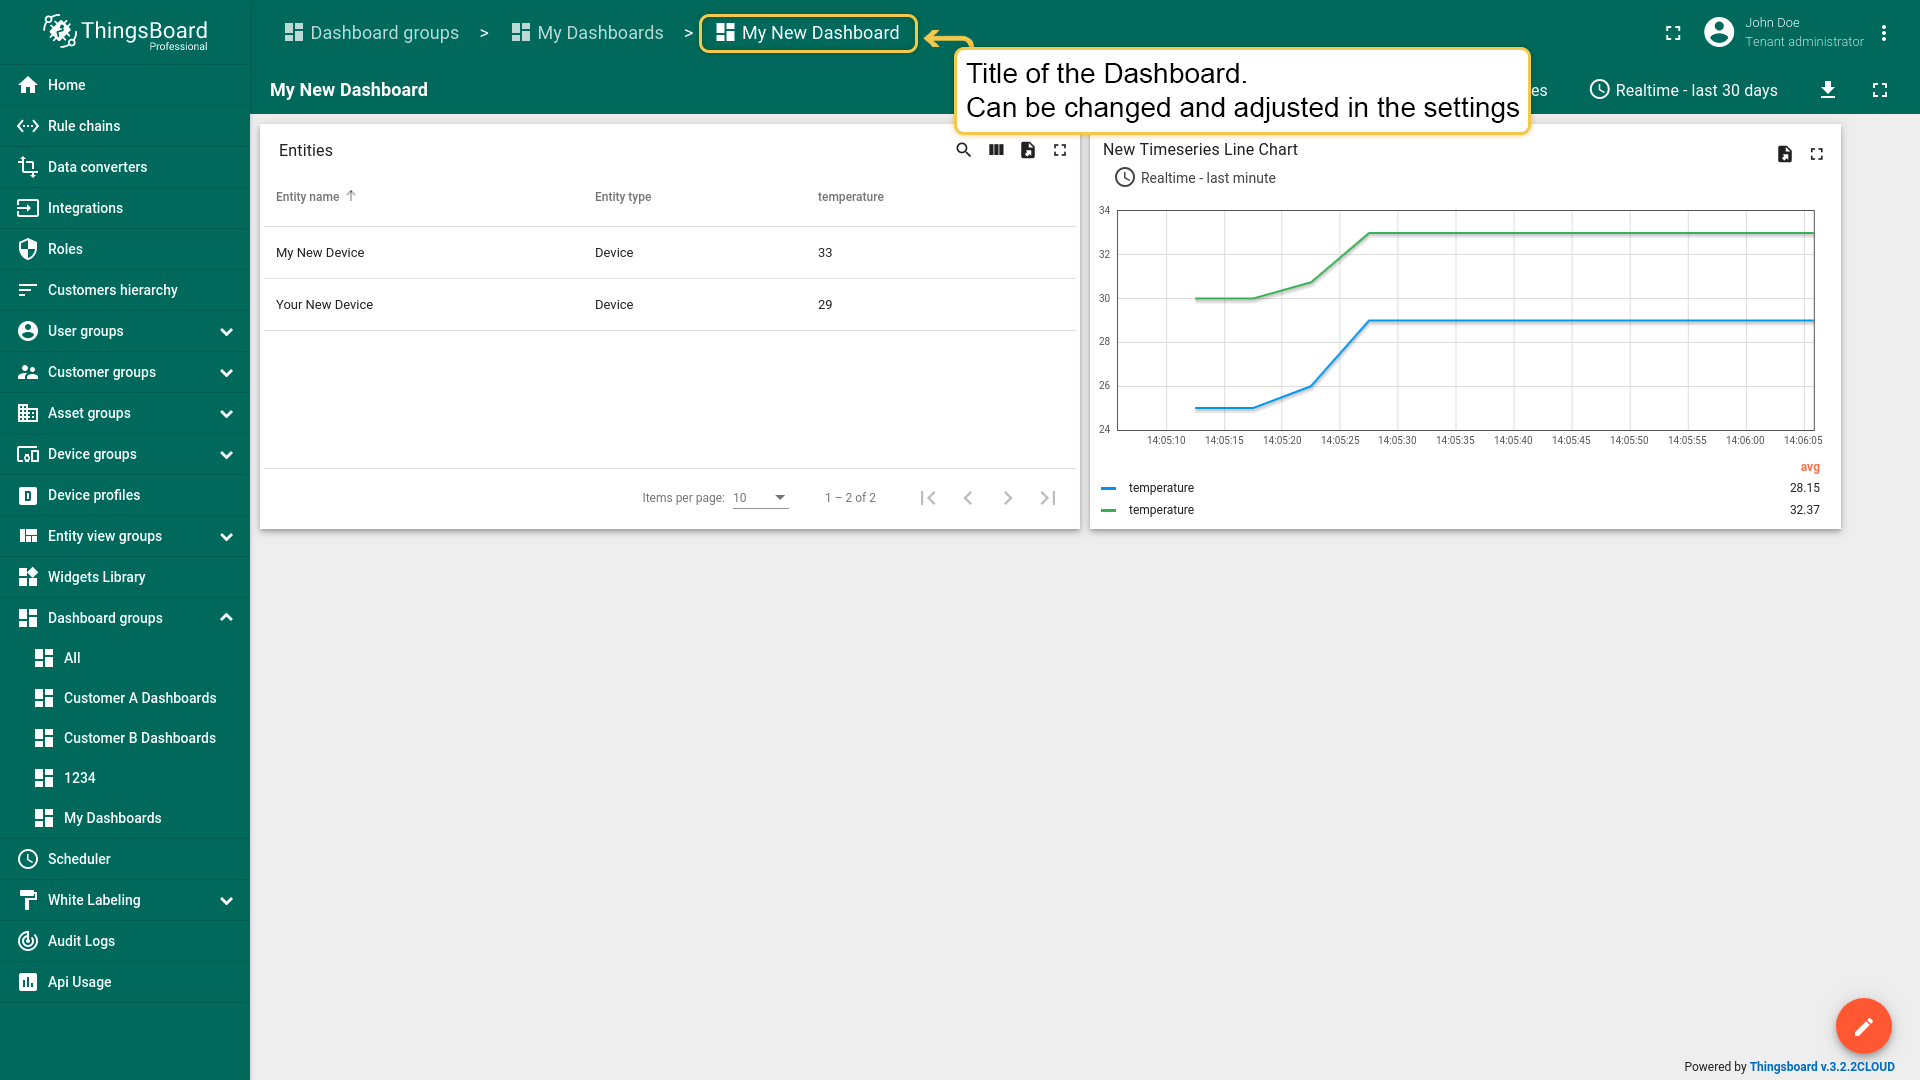 ThingsBoard
Professional
Dashboard groups > My Dashboards > My New Dashboard
John Doe
Tenant administrator
My New Dashboard
Title of the Dashboard.
Can be changed and adjusted in the settings
Realtime - last 30 days
Home
Rule chains
Data converters
Integrations
Roles
Customers hierarchy
User groups
Customer groups
Asset groups
Device groups
Device profiles
Entity view groups
Widgets Library
Dashboard groups
All
Customer A Dashboards
Customer B Dashboards
1234
My Dashboards
Scheduler
White Labeling
Audit Logs
Api Usage
Entities
Entity name Entity type temperature
My New Device Device 33
Your New Device Device 29
Items per page: 10 1 – 2 of 2
New Timeseries Line Chart
Realtime - last minute
34
32
30
28
26
24
14:05:10 14:05:15 14:05:20 14:05:25 14:05:30 14:05:35 14:05:40 14:05:45 14:05:50 14:05:55 14:06:00 14:06:05
avg
temperature 28.15
temperature 32.37
Powered by Thingsboard v.3.2.2CLOUD